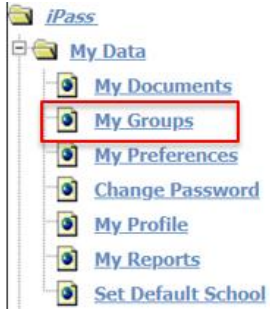 iPass
My Data
My Documents
My Groups
My Preferences
Change Password
My Profile
My Reports
Set Default School